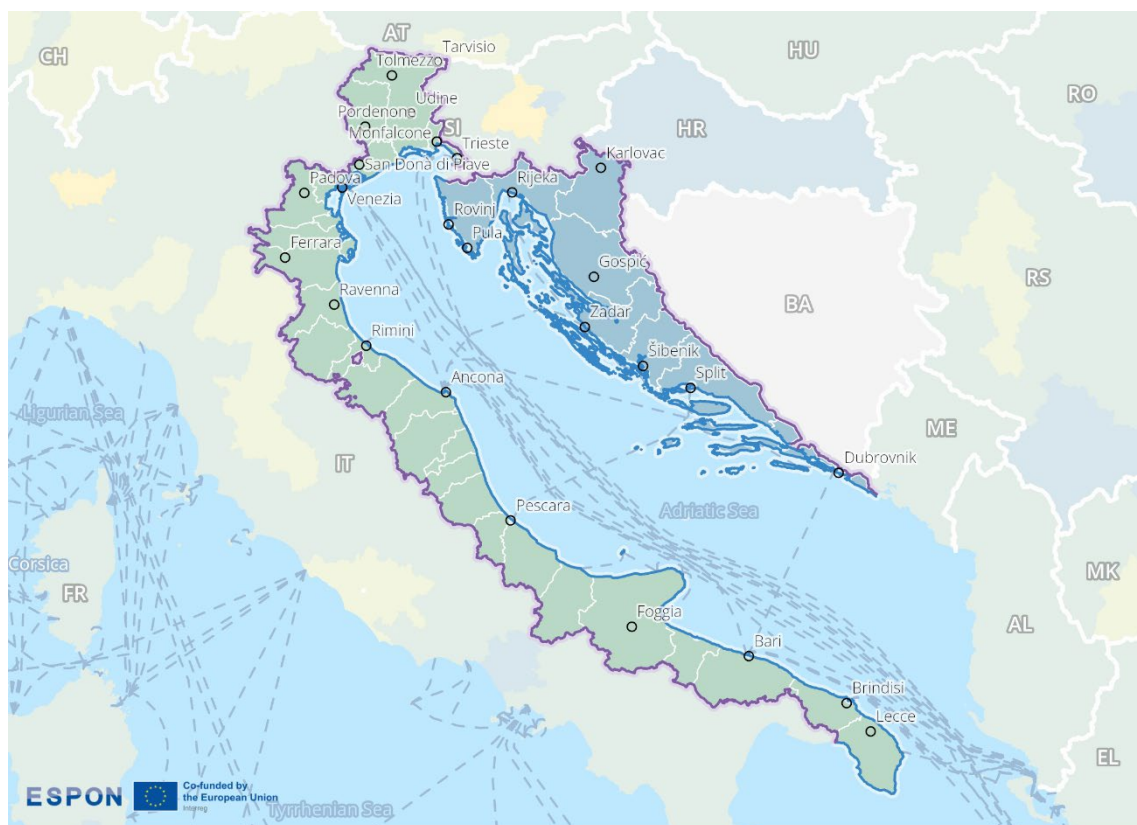 AT
HU
CH
Tarvisio
Tolmezzo
RO
Udine
Pordenone
SI
HR
Monfalcone
Trieste
Karlovac
San Donà di Piave
Padova
Rijeka
Venezia
Rovinj
Pula
Ferrara
Gospić
RS
Ravenna
BA
Zadar
Rimini
Šibenik
Ancona
Split
Ligurian Sea
ME
IT
Dubrovnik
Pescara
Adriatic Sea
Corsica
MK
FR
Foggia
AL
Bari
Brindisi
Lecce
EL
ESPON
Co-funded by
the European Union
Interreg
Tyrrhenian Sea